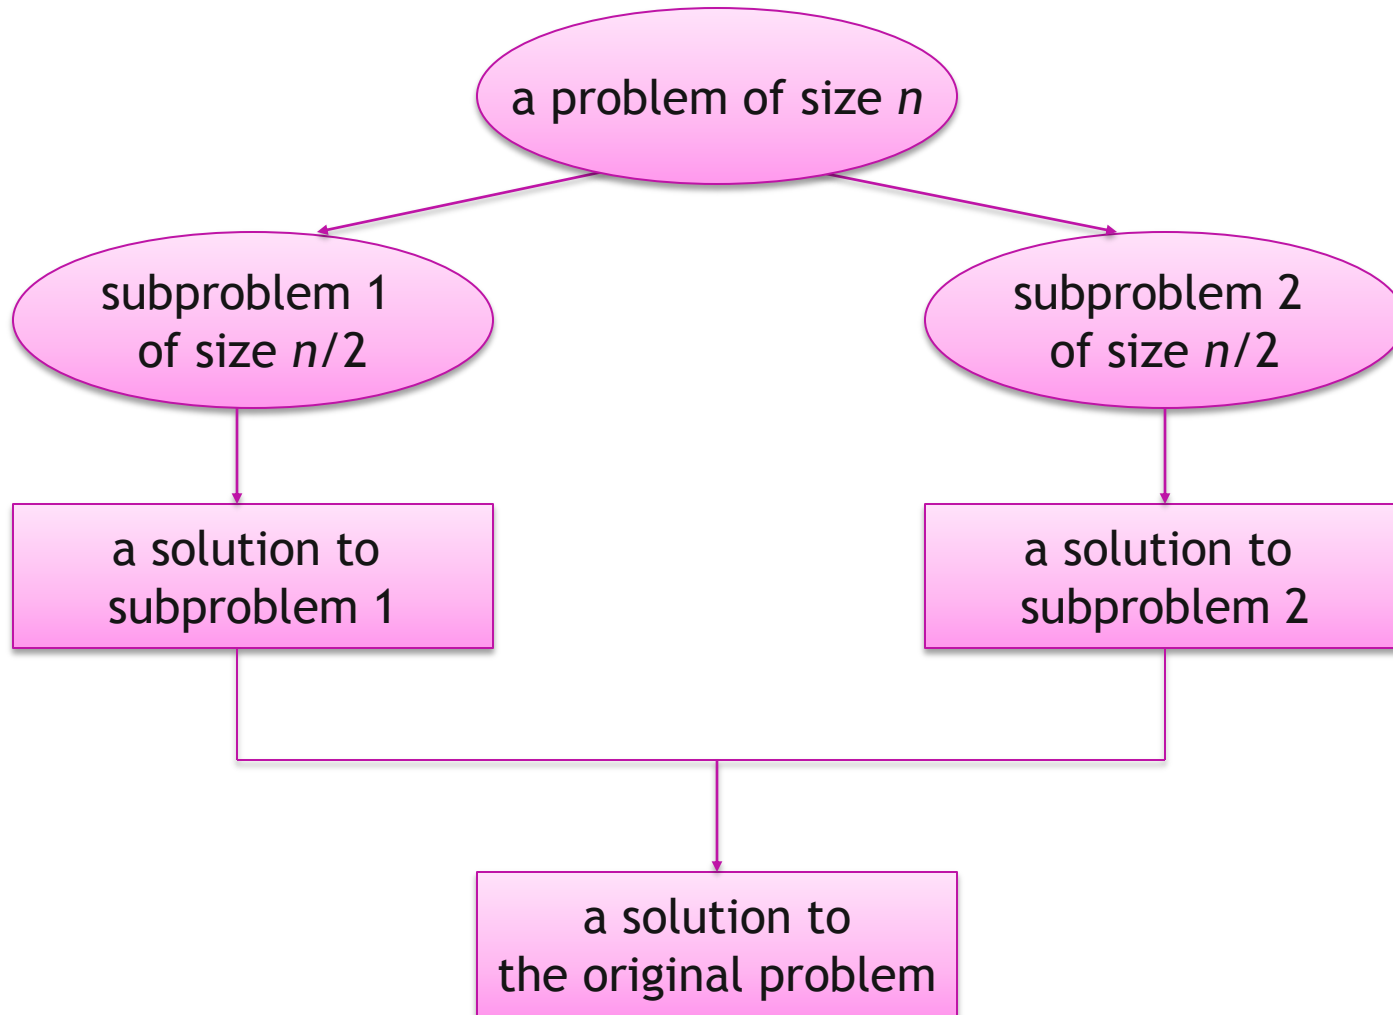 a problem of size n
subproblem 1
of size n/2
subproblem 2
of size n/2
a solution to
subproblem 1
a solution to
subproblem 2
a solution to
the original problem